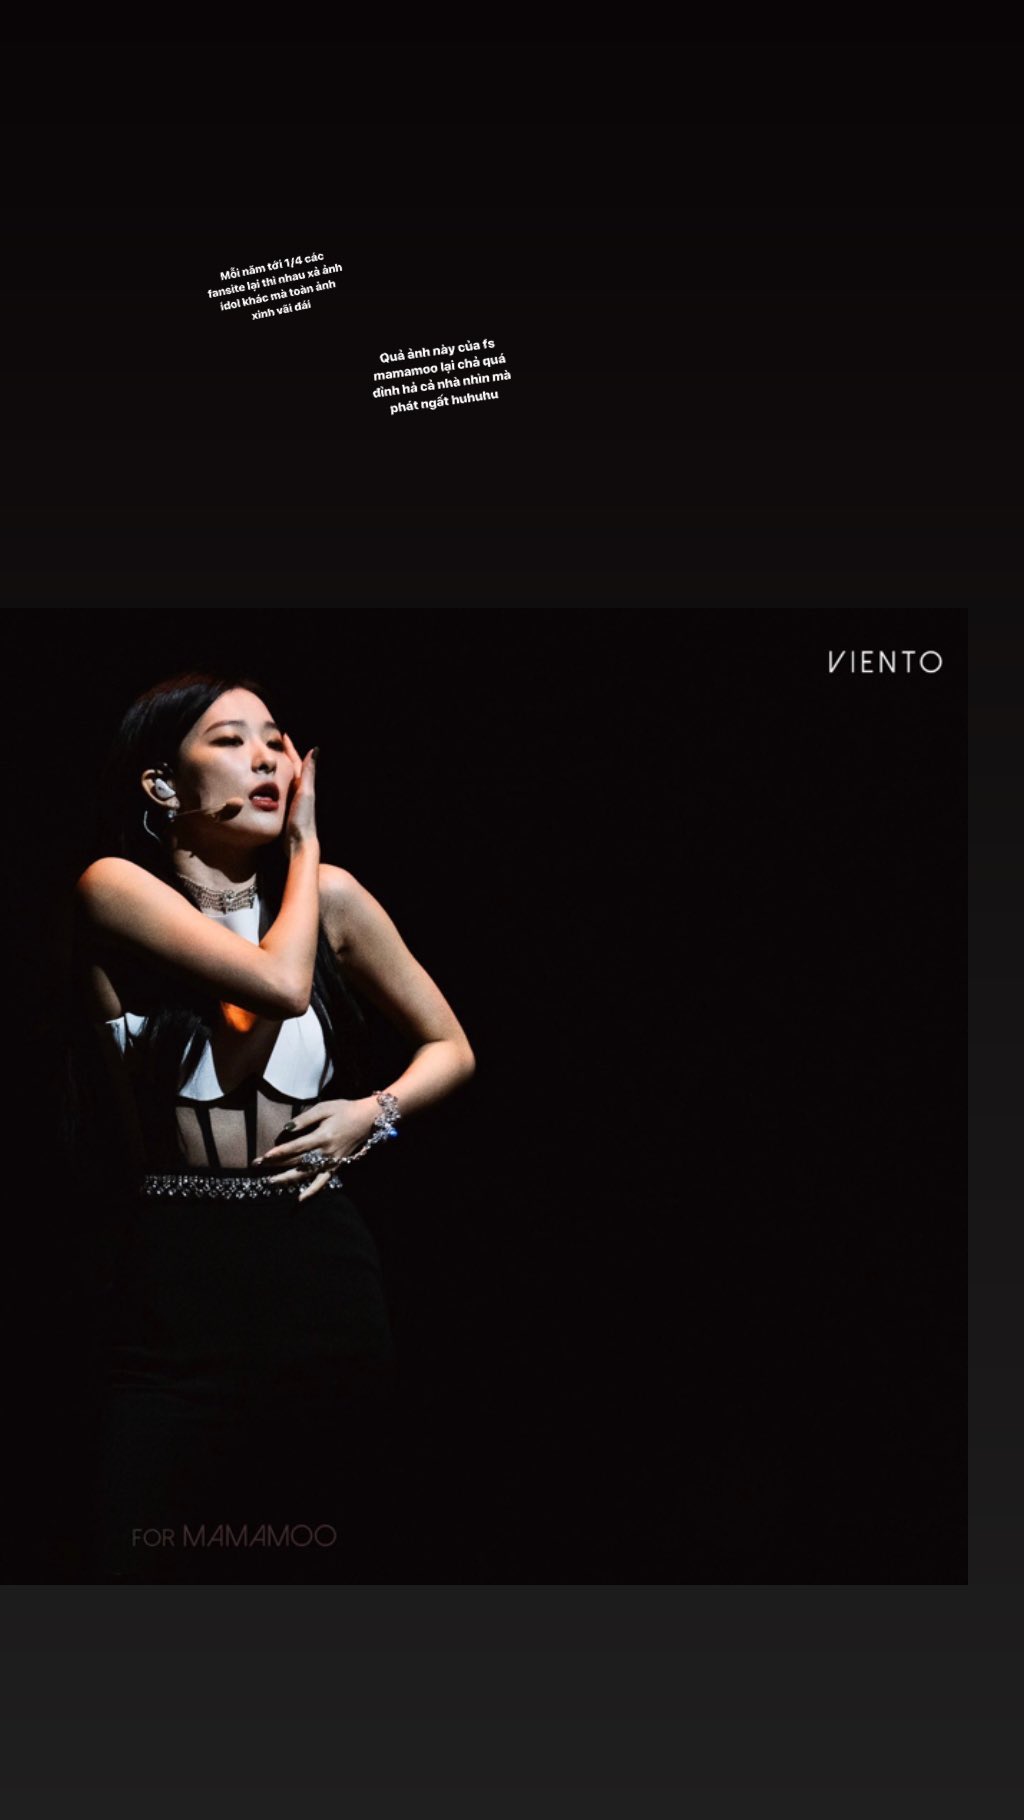 Mỗi năm tới 1/4 các
fansite lại thi nhau xả ảnh
idol khác mà toàn ảnh
xinh vãi đái
Quả ảnh này của fs
mamamoo lại chả quá
đỉnh hả cả nhà nhìn mà
phát ngất huhuhu
VIENTO
FOR MAMAMOO